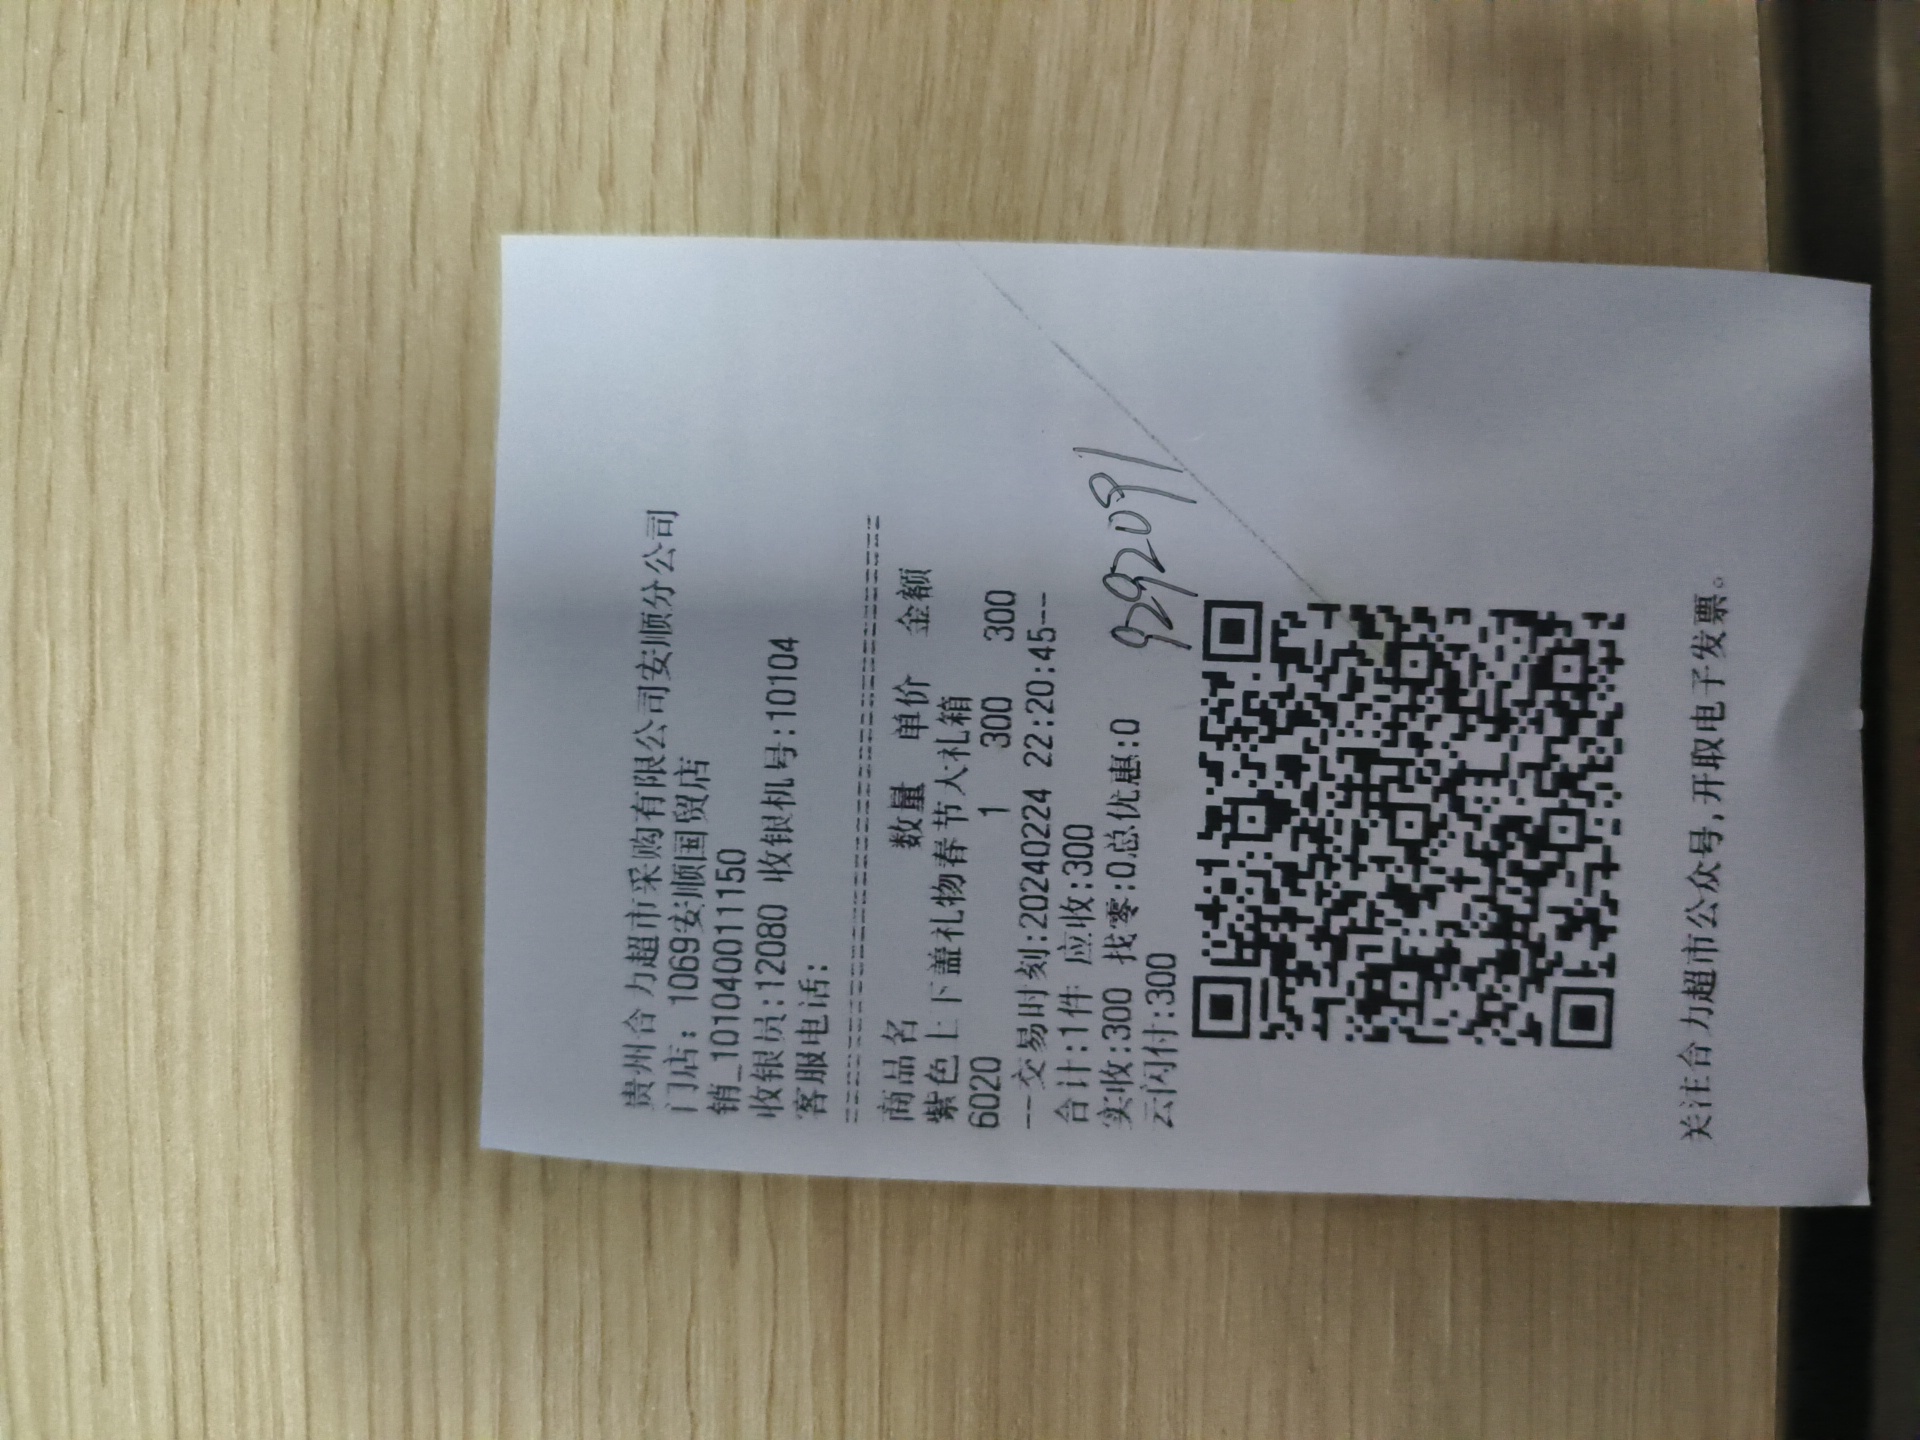 贵州合力超市采购有限公司安顺分公司
门店：1069安顺国贸店
销_101040011150
收银员:12080 收银机号:10104
客服电话:
商品名 数量 单价 金额
紫色上下盖礼物春节大礼箱
6020 1 300 300
--交易时刻:20240224 22:20:45--
合计:1件 应收:300
实收:300 找零:0总优惠:0
云闪付:300
9292091
关注合力超市公众号,开取电子发票。